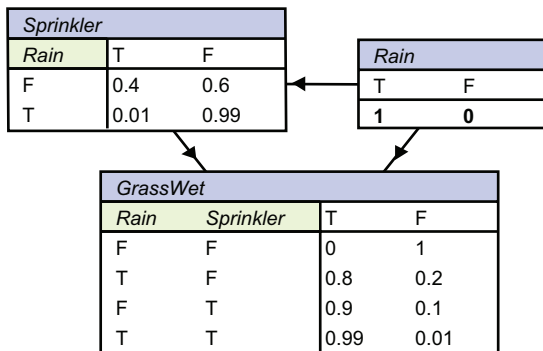 Sprinkler
Rain T F
F 0.4 0.6
T 0.01 0.99
Rain
T F
1 0
GrassWet
Rain Sprinkler T F
F F 0 1
T F 0.8 0.2
F T 0.9 0.1
T T 0.99 0.01